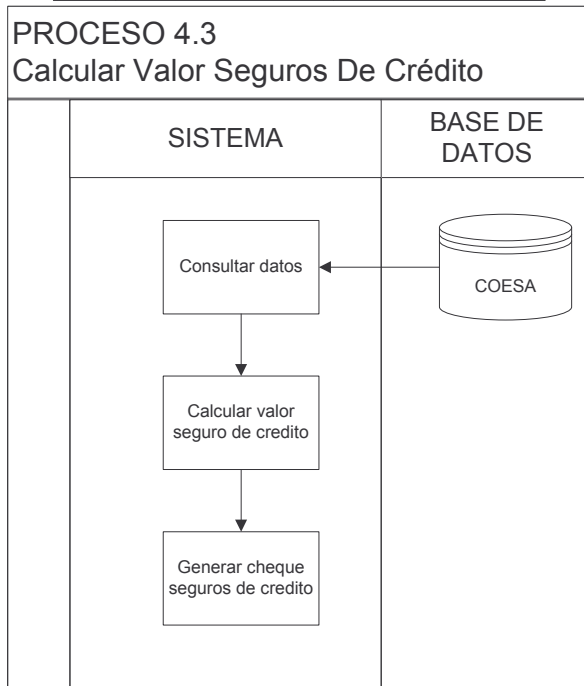 PROCESO 4.3
Calcular Valor Seguros De Crédito
SISTEMA
BASE DE
DATOS
Consultar datos
COESA
Calcular valor
seguro de credito
Generar cheque
seguros de credito